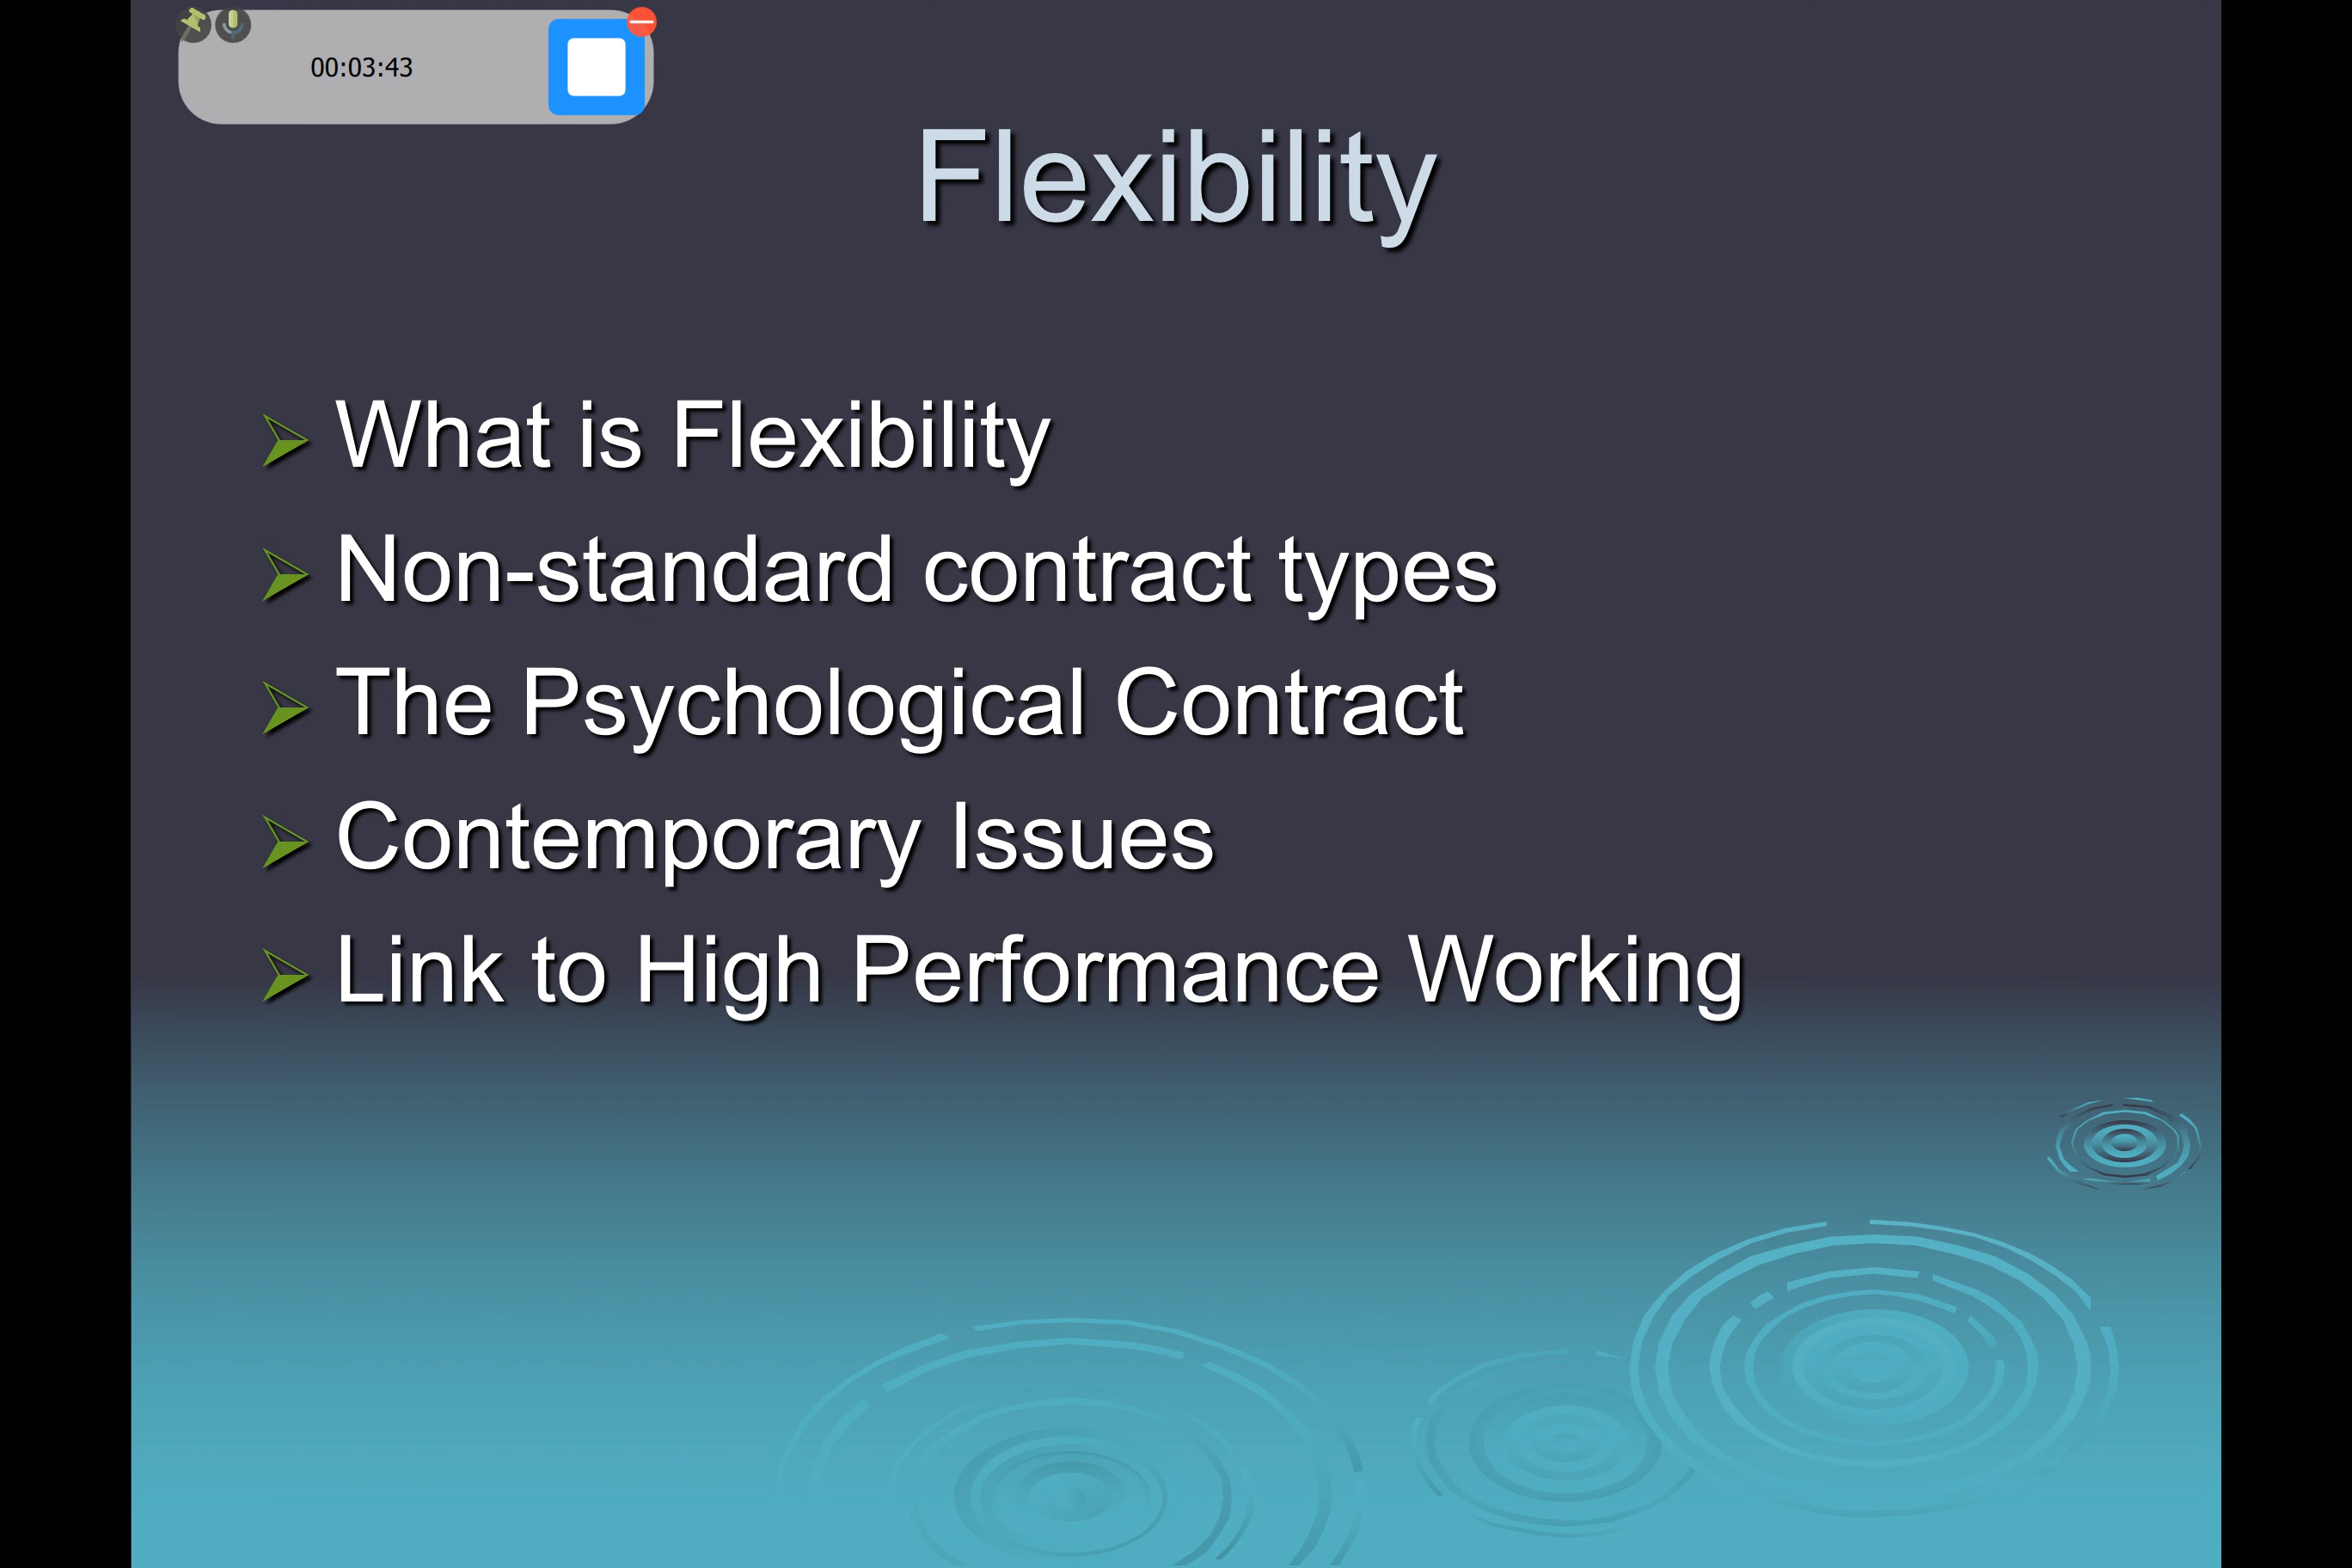 00:03:43
Flexibility
What is Flexibility
Non-standard contract types
The Psychological Contract
Contemporary Issues
Link to High Performance Working